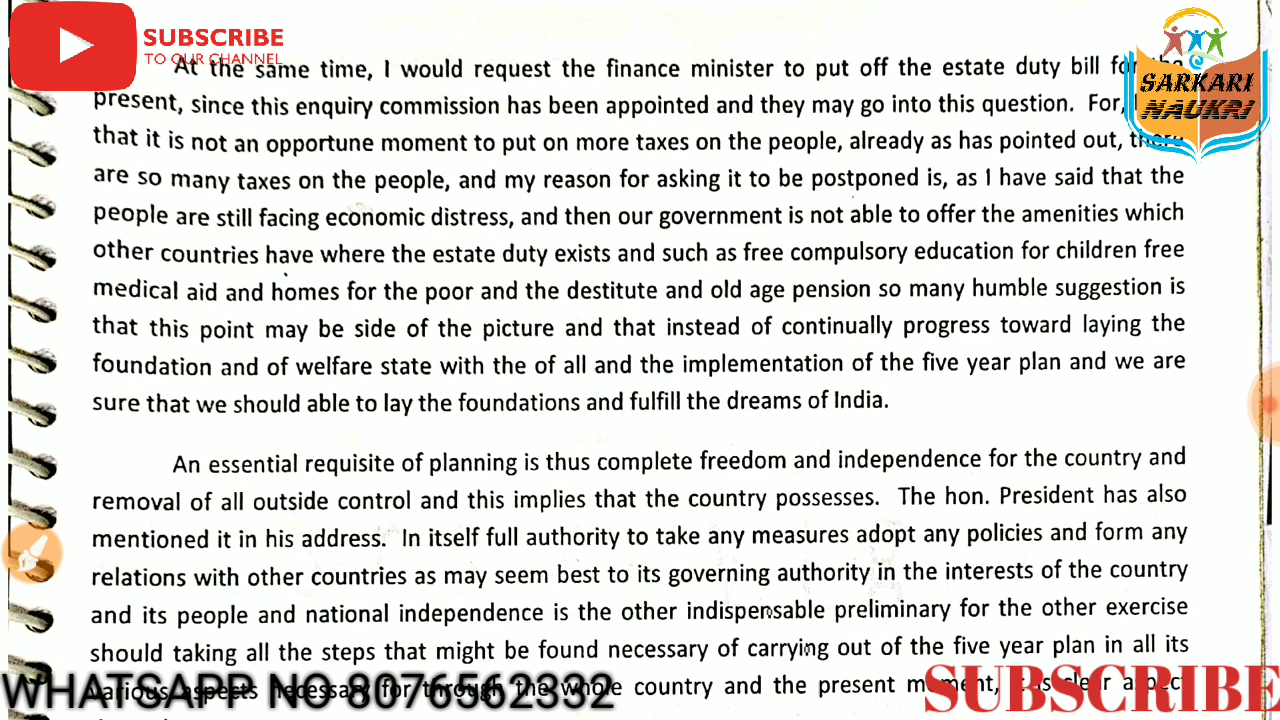 SUBSCRIBE
TO OUR CHANNEL
SARKARI
NAUKRI
At the same time, I would request the finance minister to put off the estate duty bill for the
present, since this enquiry commission has been appointed and they may go into this question. For,
that it is not an opportune moment to put on more taxes on the people, already as has pointed out, there
are so many taxes on the people, and my reason for asking it to be postponed is, as I have said that the
people are still facing economic distress, and then our government is not able to offer the amenities which
other countries have where the estate duty exists and such as free compulsory education for children free
medical aid and homes for the poor and the destitute and old age pension so many humble suggestion is
that this point may be side of the picture and that instead of continually progress toward laying the
foundation and of welfare state with the of all and the implementation of the five year plan and we are
sure that we should able to lay the foundations and fulfill the dreams of India.
An essential requisite of planning is thus complete freedom and independence for the country and
removal of all outside control and this implies that the country possesses. The hon. President has also
mentioned it in his address. In itself full authority to take any measures adopt any policies and form any
relations with other countries as may seem best to its governing authority in the interests of the country
and its people and national independence is the other indispensable preliminary for the other exercise
should taking all the steps that might be found necessary of carrying out of the five year plan in all its
various aspects necessary for through the whole country and the present moment, clear aspect
WHATSAPP NO 8076562332
SUBSCRIBE